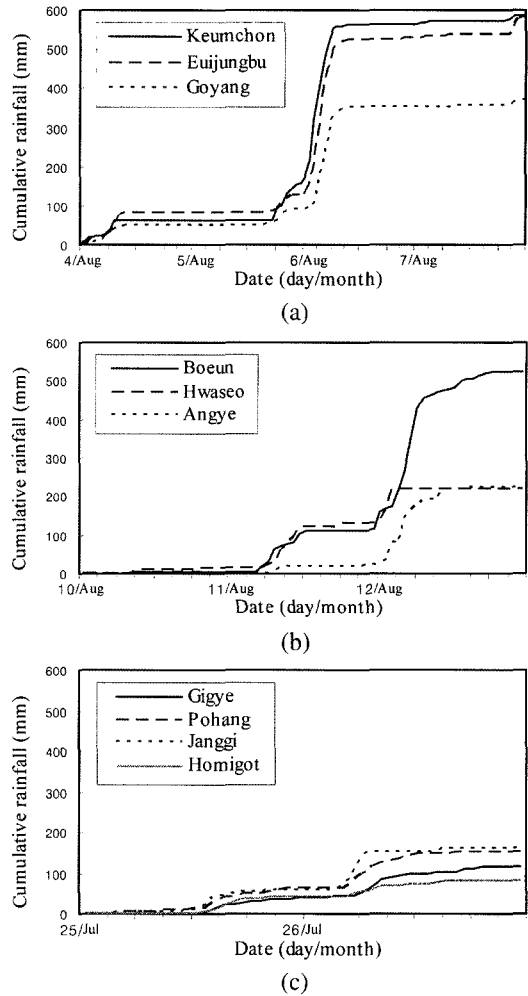 600
500
400
300
200
100
0
Cumulative rainfall (mm)
Keumchon
Euijungbu
Goyang
4/Aug 5/Aug 6/Aug 7/Aug
Date (day/month)
(a)
600
500
400
300
200
100
0
Cumulative rainfall (mm)
Boeun
Hwaseo
Angye
10/Aug 11/Aug 12/Aug
Date (day/month)
(b)
600
500
400
300
200
100
0
Cumulative rainfall (mm)
Gigye
Pohang
Janggi
Homigot
25/Jul 26/Jul
Date (day/month)
(c)